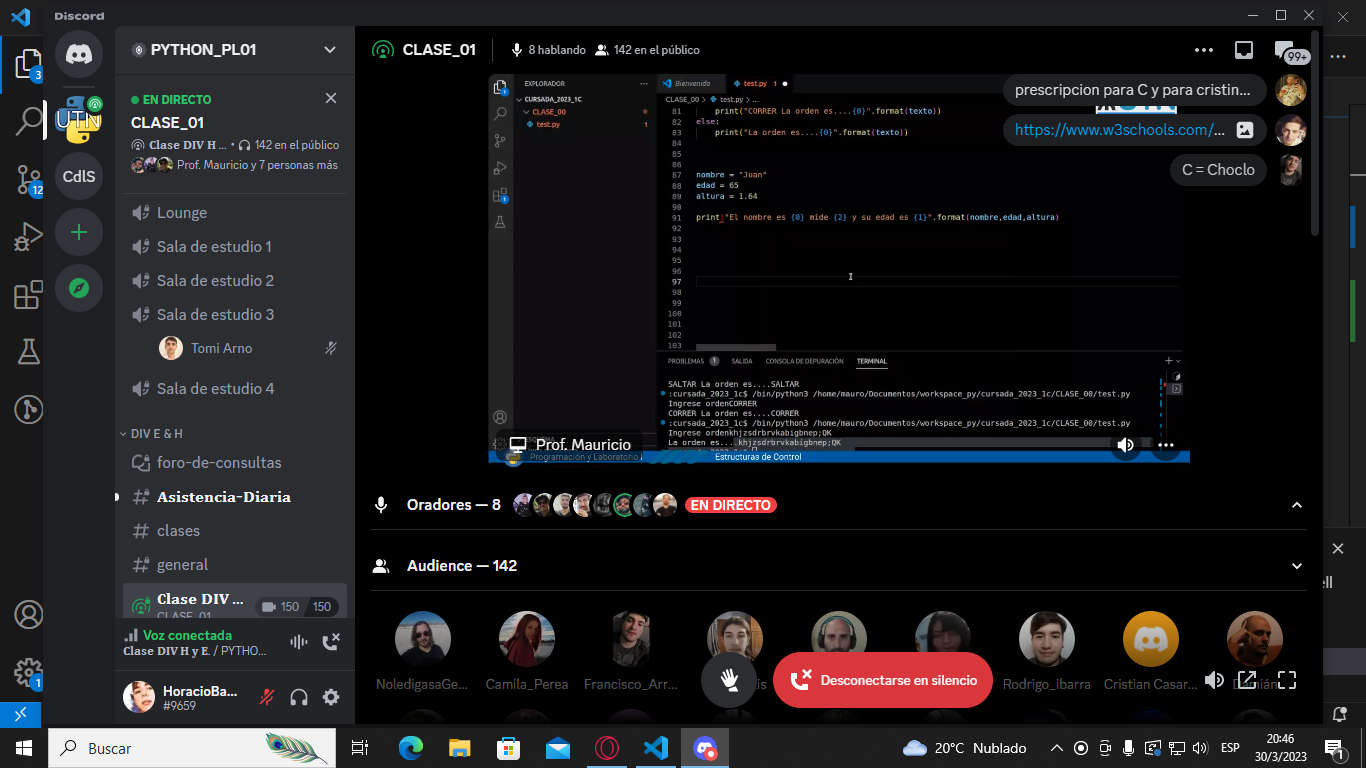 Discord
PYTHON_PL01
EN DIRECTO
CLASE_01
Clase DIV H ... • 142 en el público
Prof. Mauricio y 7 personas más
Lounge
Sala de estudio 1
Sala de estudio 2
Sala de estudio 3
Tomi Arno
Sala de estudio 4
DIV E & H
foro-de-consultas
Asistencia-Diaria
clases
general
Clase DIV ...
150 150
CLASE_01
Voz conectada
Clase DIV H y E. / PYTHO...
HoracioBa...
#9659
UTN
CdlS
3
12
1
CLASE_01
8 hablando 142 en el público
99+
EXPLORADOR ...
CURSADA_2023_1C
CLASE_00
test.py 1
Bienvenido
test.py 1
CLASE_00 > test.py > ...
81 print("CORRER La orden es....{0}".format(texto))
82 else:
83 print("La orden es....{0}".format(texto))
84
85
86
87 nombre = "Juan"
88 edad = 65
89 altura = 1.64
90
91 print("El nombre es {0} mide {2} y su edad es {1}".format(nombre,edad,altura)
92
93
94
95
96
97
98
99
100
101
102
103
PROBLEMAS 1 SALIDA CONSOLA DE DEPURACIÓN TERMINAL
SALTAR La orden es....SALTAR
:cursada_2023_1c$ /bin/python3 /home/mauro/Documentos/workspace_py/cursada_2023_1c/CLASE_00/test.py
Ingrese ordenCORRER
CORRER La orden es....CORRER
:cursada_2023_1c$ /bin/python3 /home/mauro/Documentos/workspace_py/cursada_2023_1c/CLASE_00/test.py
Ingrese ordenkhjzsdrbrvkabigbnep;QK
La orden es....khjzsdrbrvkabigbnep;QK
Prof. Mauricio
Programación y Laboratorio
Estructuras de Control
prescripcion para C y para cristin...
https://www.w3schools.com/...
C = Choclo
Oradores — 8
EN DIRECTO
Audience — 142
NoledigasaGe...
Camila_Perea
Francisco_Arr...
Rodrigo_ibarra
Cristian Casar...
Desconectarse en silencio
Buscar
20°C Nublado
ESP
20:46
30/3/2023
1